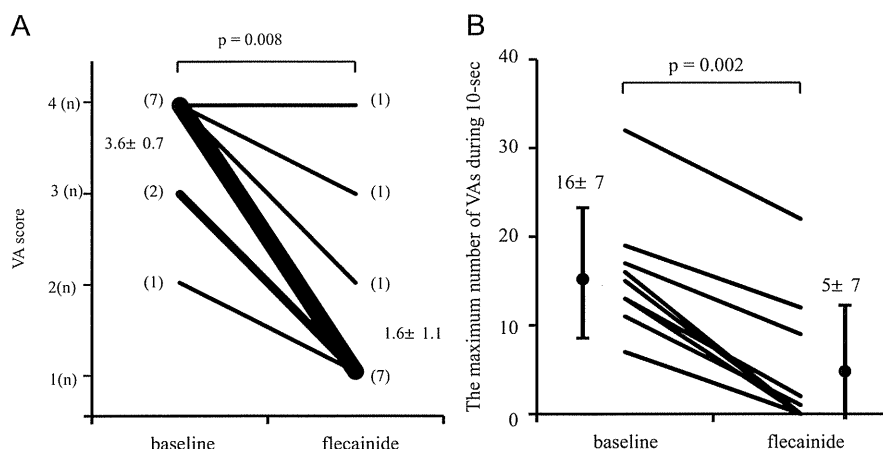 A
p = 0.008
4 (n)
(7)
(1)
3.6± 0.7
3 (n)
(2)
(1)
2(n)
(1)
(1)
1.6± 1.1
1(n)
(7)
VA score
baseline
flecainide
B
p = 0.002
The maximum number of VAs during 10-sec
40
30
20
10
0
16± 7
5± 7
baseline
flecainide